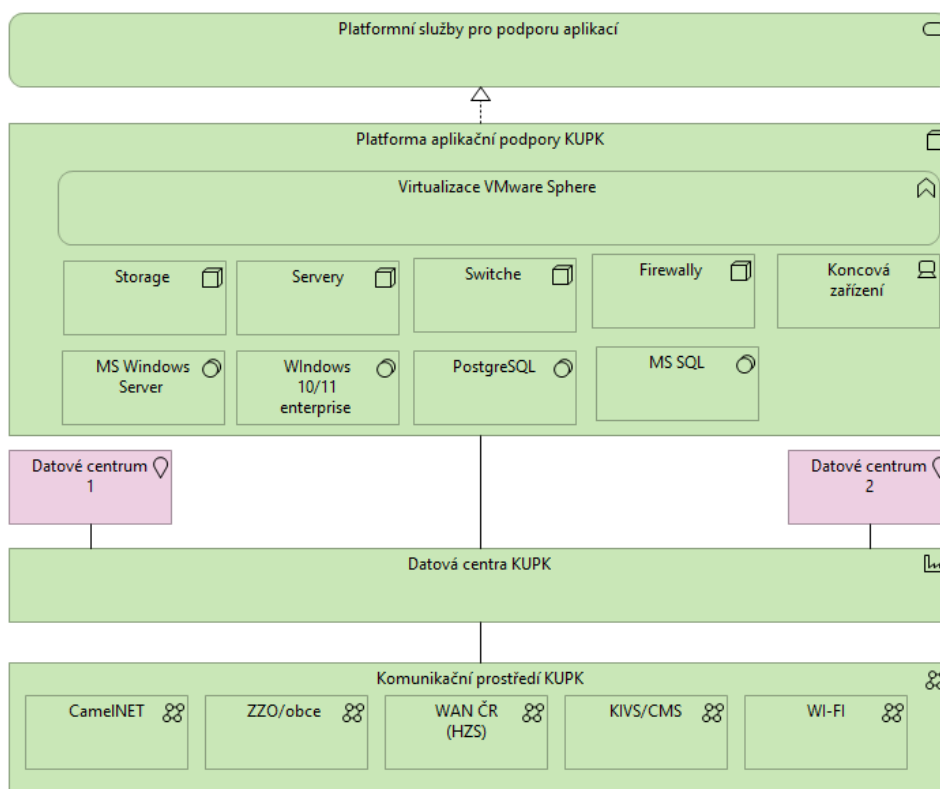 Platformní služby pro podporu aplikací
Platforma aplikační podpory KUPK
Virtualizace VMware Sphere
Storage
Servery
Switche
Firewally
Koncová
zařízení
MS Windows
Server
WIndows
10/11
enterprise
PostgreSQL
MS SQL
Datové centrum
1
Datové centrum
2
Datová centra KUPK
Komunikační prostředí KUPK
CamelNET
ZZO/obce
WAN ČR
(HZS)
KIVS/CMS
WI-FI